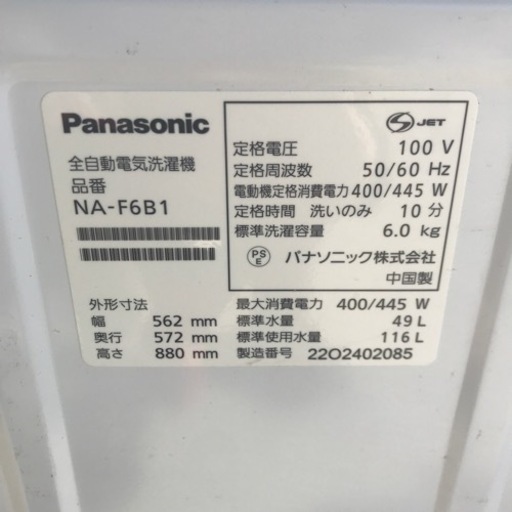 Panasonic
全自動電気洗濯機
品番
NA-F6B1
外形寸法
幅 562 mm
奥行 572 mm
高さ 880 mm
S JET
定格電圧 100 V
定格周波数 50/60 Hz
電動機定格消費電力 400/445 W
定格時間 洗いのみ 10 分
標準洗濯容量 6.0 kg
PS E パナソニック株式会社
中国製
最大消費電力 400/445 W
標準水量 49 L
標準使用水量 116 L
製造番号 22O2402085